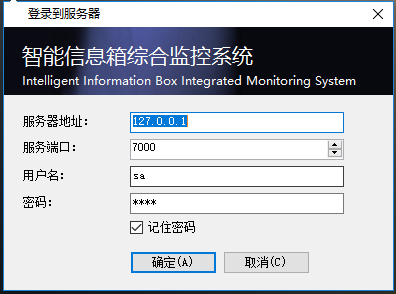 登录到服务器
智能信息箱综合监控系统
Intelligent Information Box Integrated Monitoring System
服务器地址: 127.0.0.1
服务端口: 7000
用户名: sa
密码: ****
记住密码
确定(A) 取消(C)